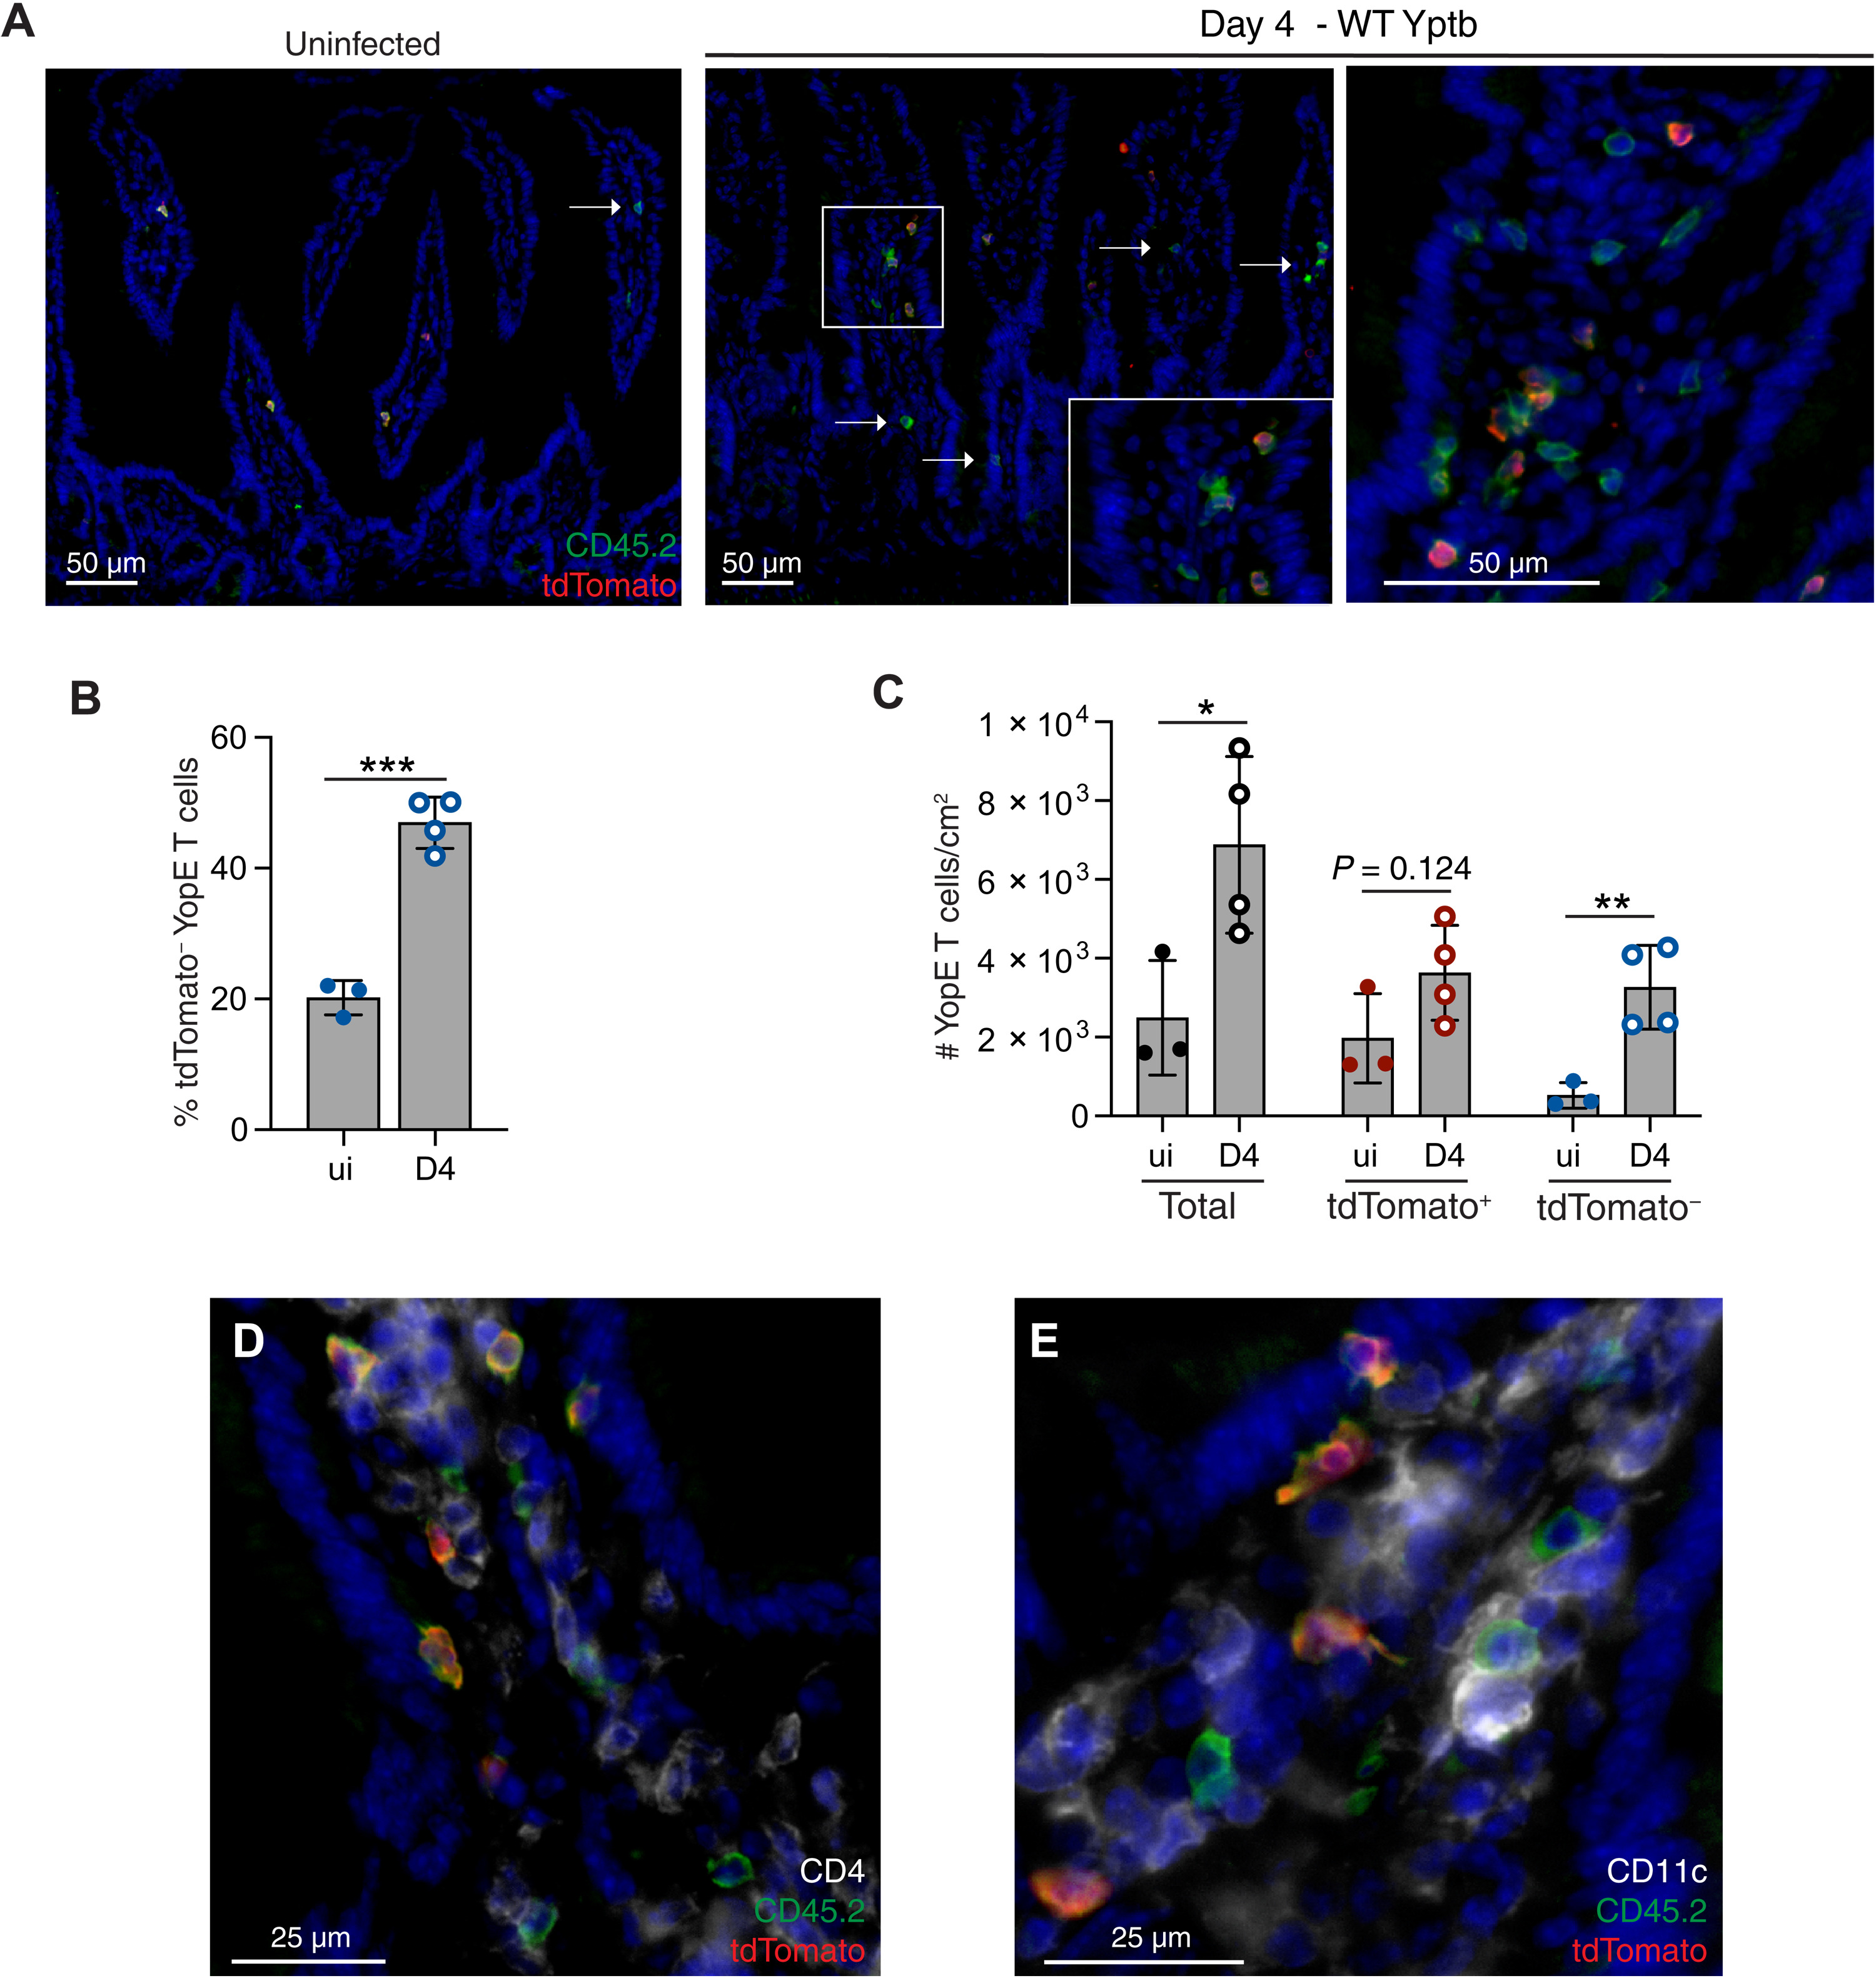 A
Uninfected
Day 4 - WT Yptb
50 µm
CD45.2
tdTomato
50 µm
50 µm
B
% tdTomato⁻ YopE T cells
60
40
20
0
***
ui
D4
C
# YopE T cells/cm²
1 × 10⁴
8 × 10³
6 × 10³
4 × 10³
2 × 10³
0
*
P = 0.124
**
ui
D4
ui
D4
ui
D4
Total
tdTomato⁺
tdTomato⁻
D
CD4
CD45.2
tdTomato
25 µm
E
CD11c
CD45.2
tdTomato
25 µm